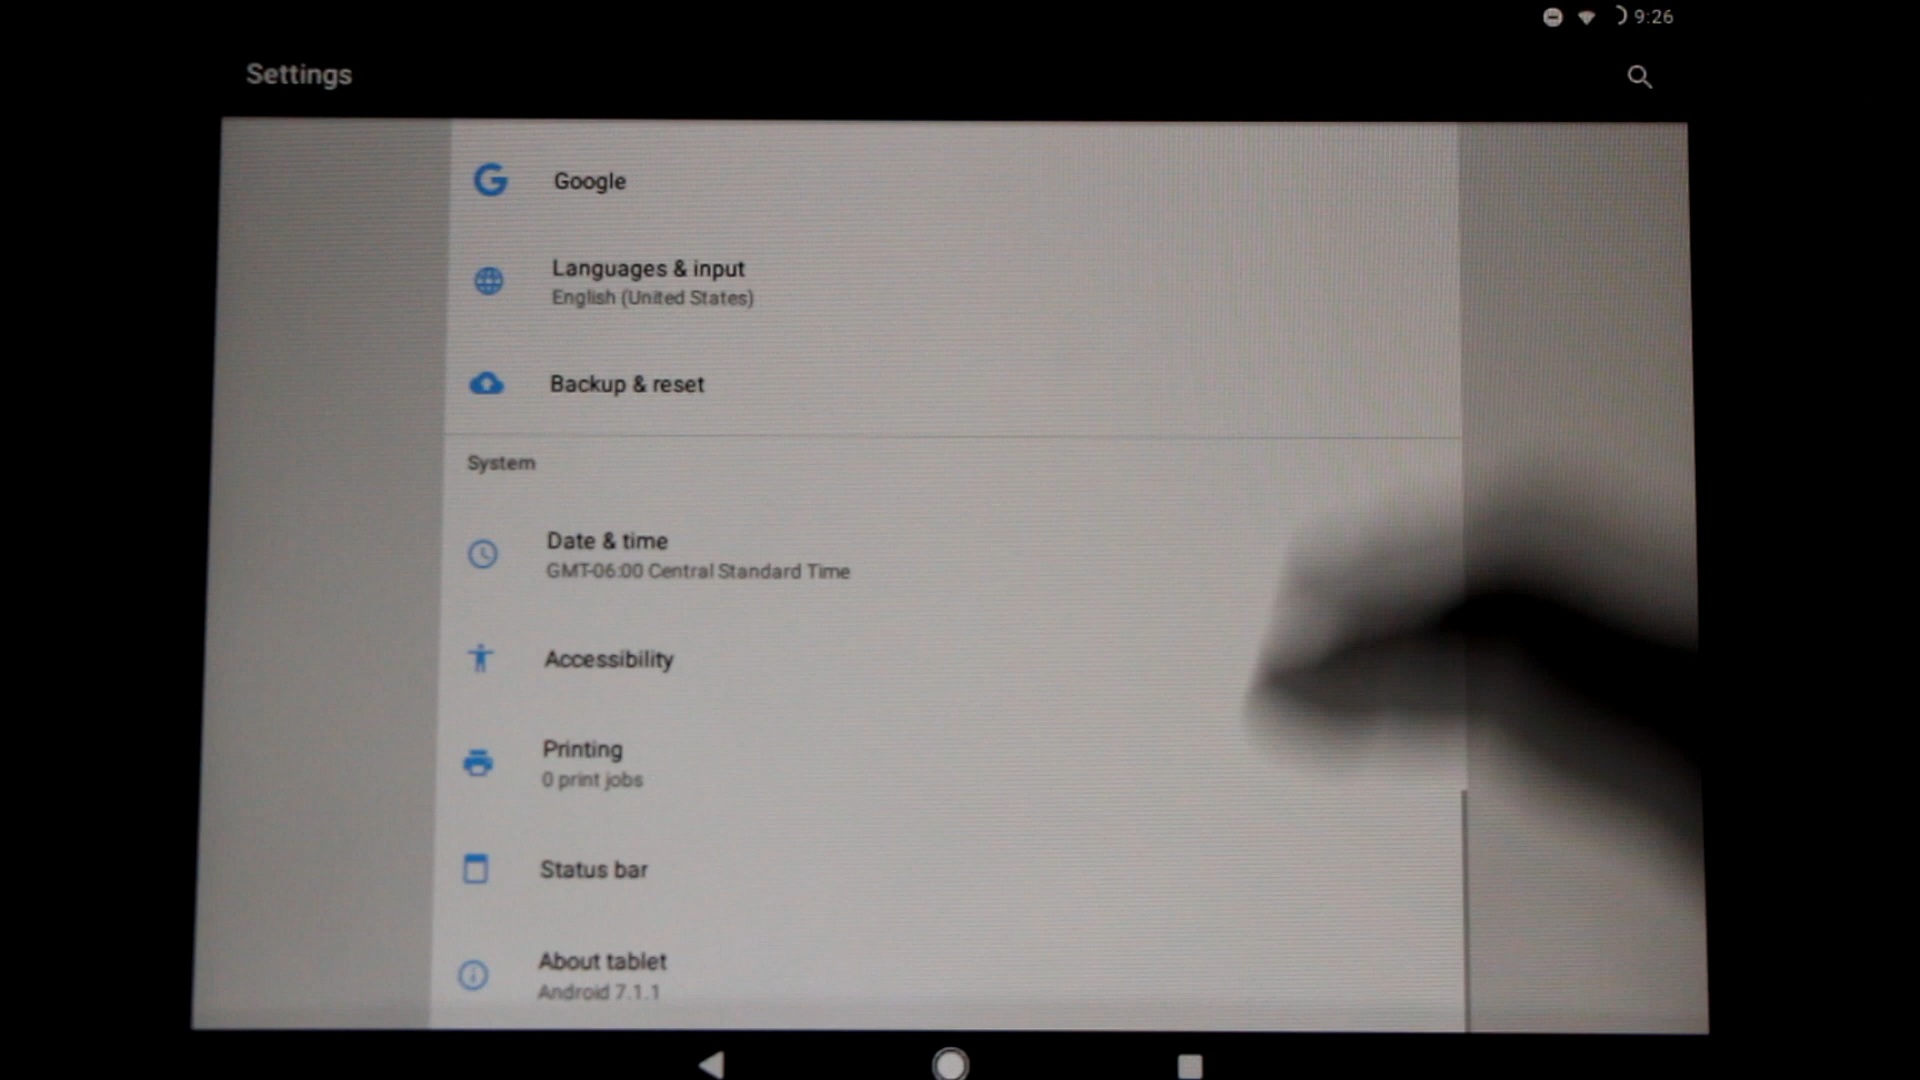 9:26
Settings
Google
Languages & input
English (United States)
Backup & reset
System
Date & time
GMT-06:00 Central Standard Time
Accessibility
Printing
0 print jobs
Status bar
About tablet
Android 7.1.1